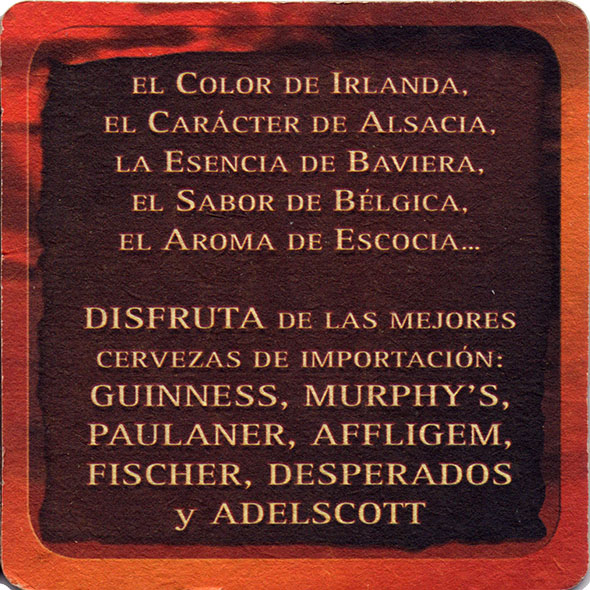 EL COLOR DE IRLANDA,
EL CARÁCTER DE ALSACIA,
LA ESENCIA DE BAVIERA,
EL SABOR DE BÉLGICA,
EL AROMA DE ESCOCIA...
DISFRUTA DE LAS MEJORES
CERVEZAS DE IMPORTACIÓN:
GUINNESS, MURPHY'S,
PAULANER, AFFLIGEM,
FISCHER, DESPERADOS
y ADELSCOTT